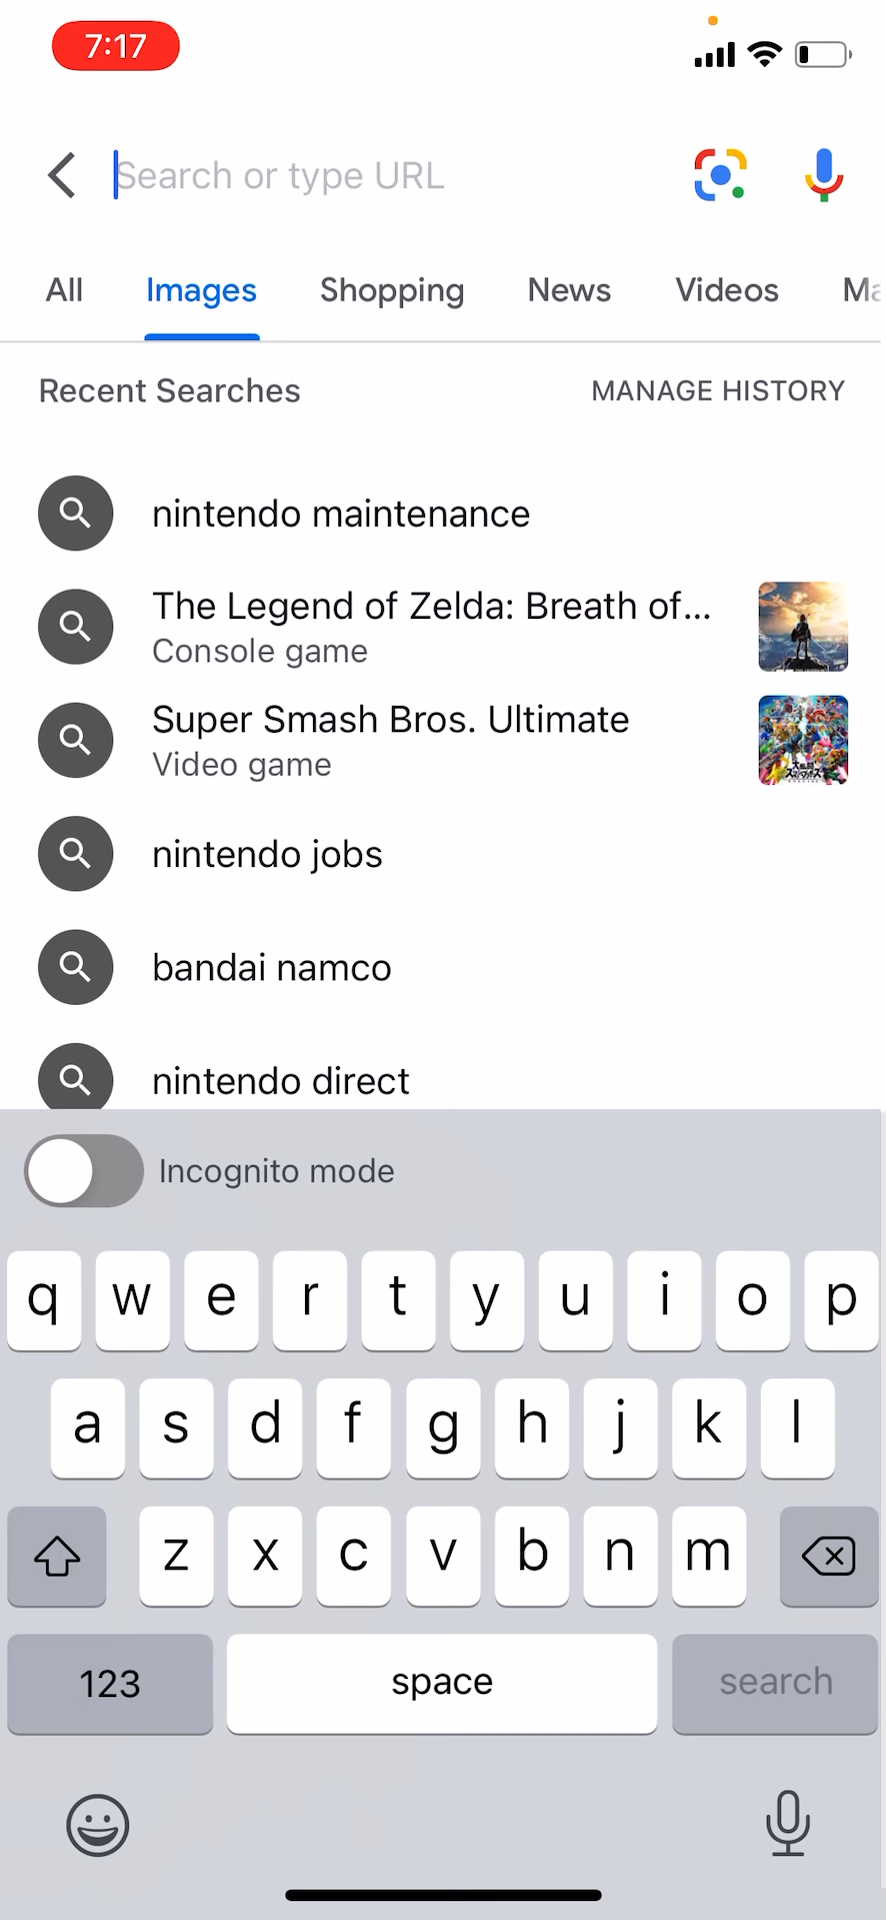 7:17
Search or type URL
All Images Shopping News Videos Ma
Recent Searches MANAGE HISTORY
nintendo maintenance
The Legend of Zelda: Breath of...
Console game
Super Smash Bros. Ultimate
Video game
nintendo jobs
bandai namco
nintendo direct
Incognito mode
q w e r t y u i o p
a s d f g h j k l
z x c v b n m
123 space search